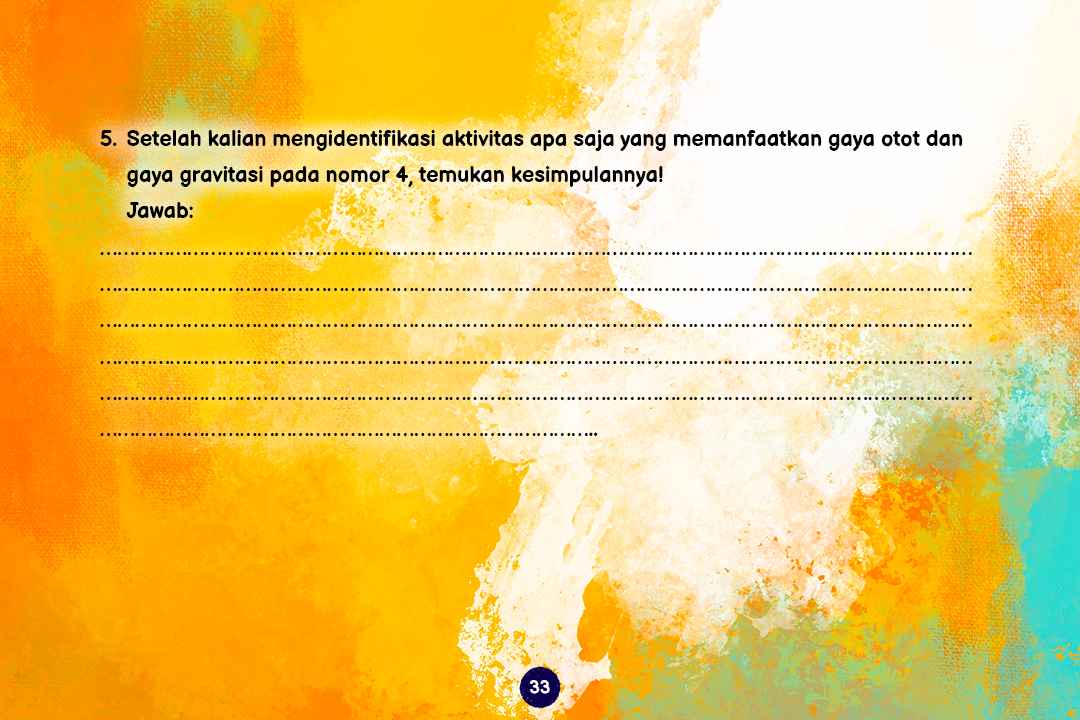 5. Setelah kalian mengidentifikasi aktivitas apa saja yang memanfaatkan gaya otot dan
gaya gravitasi pada nomor 4, temukan kesimpulannya!
Jawab:
................................................................................................................................................
................................................................................................................................................
................................................................................................................................................
................................................................................................................................................
................................................................................................................................................
..................................................................................
33